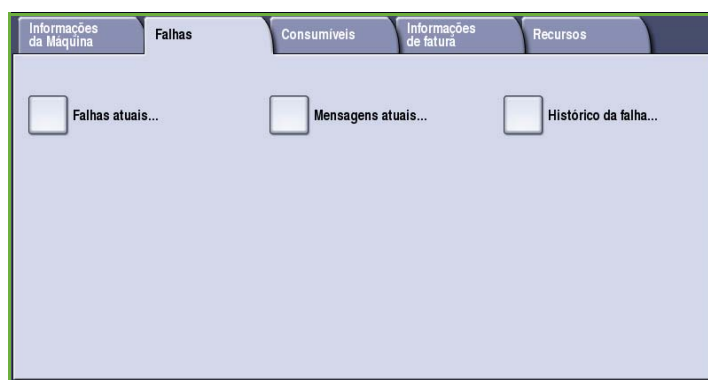 Informações
da Máquina
Falhas
Consumíveis
Informações
de fatura
Recursos
Falhas atuais...
Mensagens atuais...
Histórico da falha...